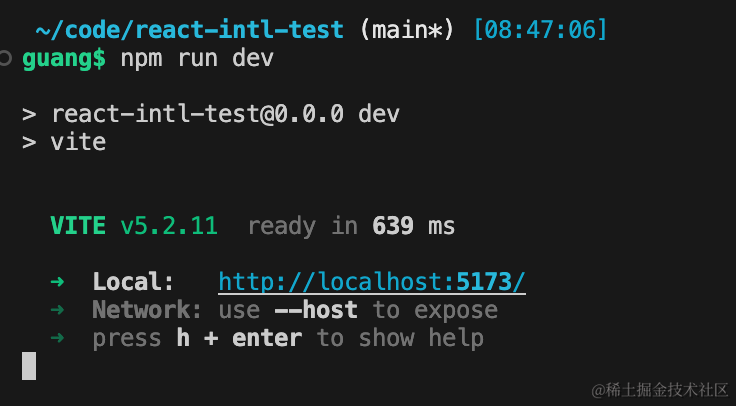 ~/code/react-intl-test (main*) [08:47:06]
guang$ npm run dev
> react-intl-test@0.0.0 dev
> vite
VITE v5.2.11 ready in 639 ms
➜ Local: http://localhost:5173/
➜ Network: use --host to expose
➜ press h + enter to show help
@稀土掘金技术社区